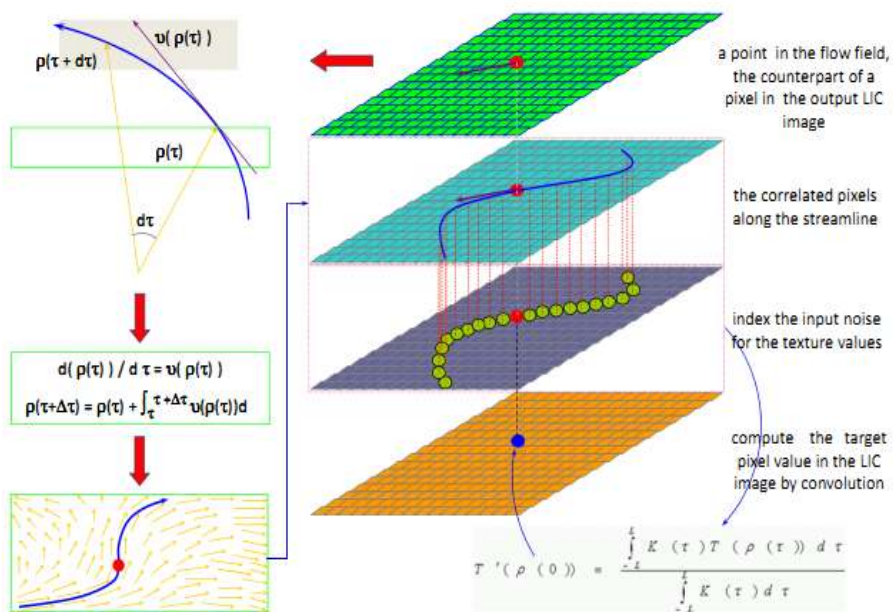 υ( ρ(τ) )
ρ(τ + dτ)
ρ(τ)
dτ
d( ρ(τ) ) / d τ = υ( ρ(τ) )
ρ(τ+Δτ) = ρ(τ) + ∫τ τ+Δτ υ(ρ(τ))d
a point in the flow field,
the counterpart of a
pixel in the output LIC
image
the correlated pixels
along the streamline
index the input noise
for the texture values
compute the target
pixel value in the LIC
image by convolution
T '( ρ (0)) = ∫ - L L K (τ) T (ρ (τ)) d τ
∫ - L L K (τ) d τ